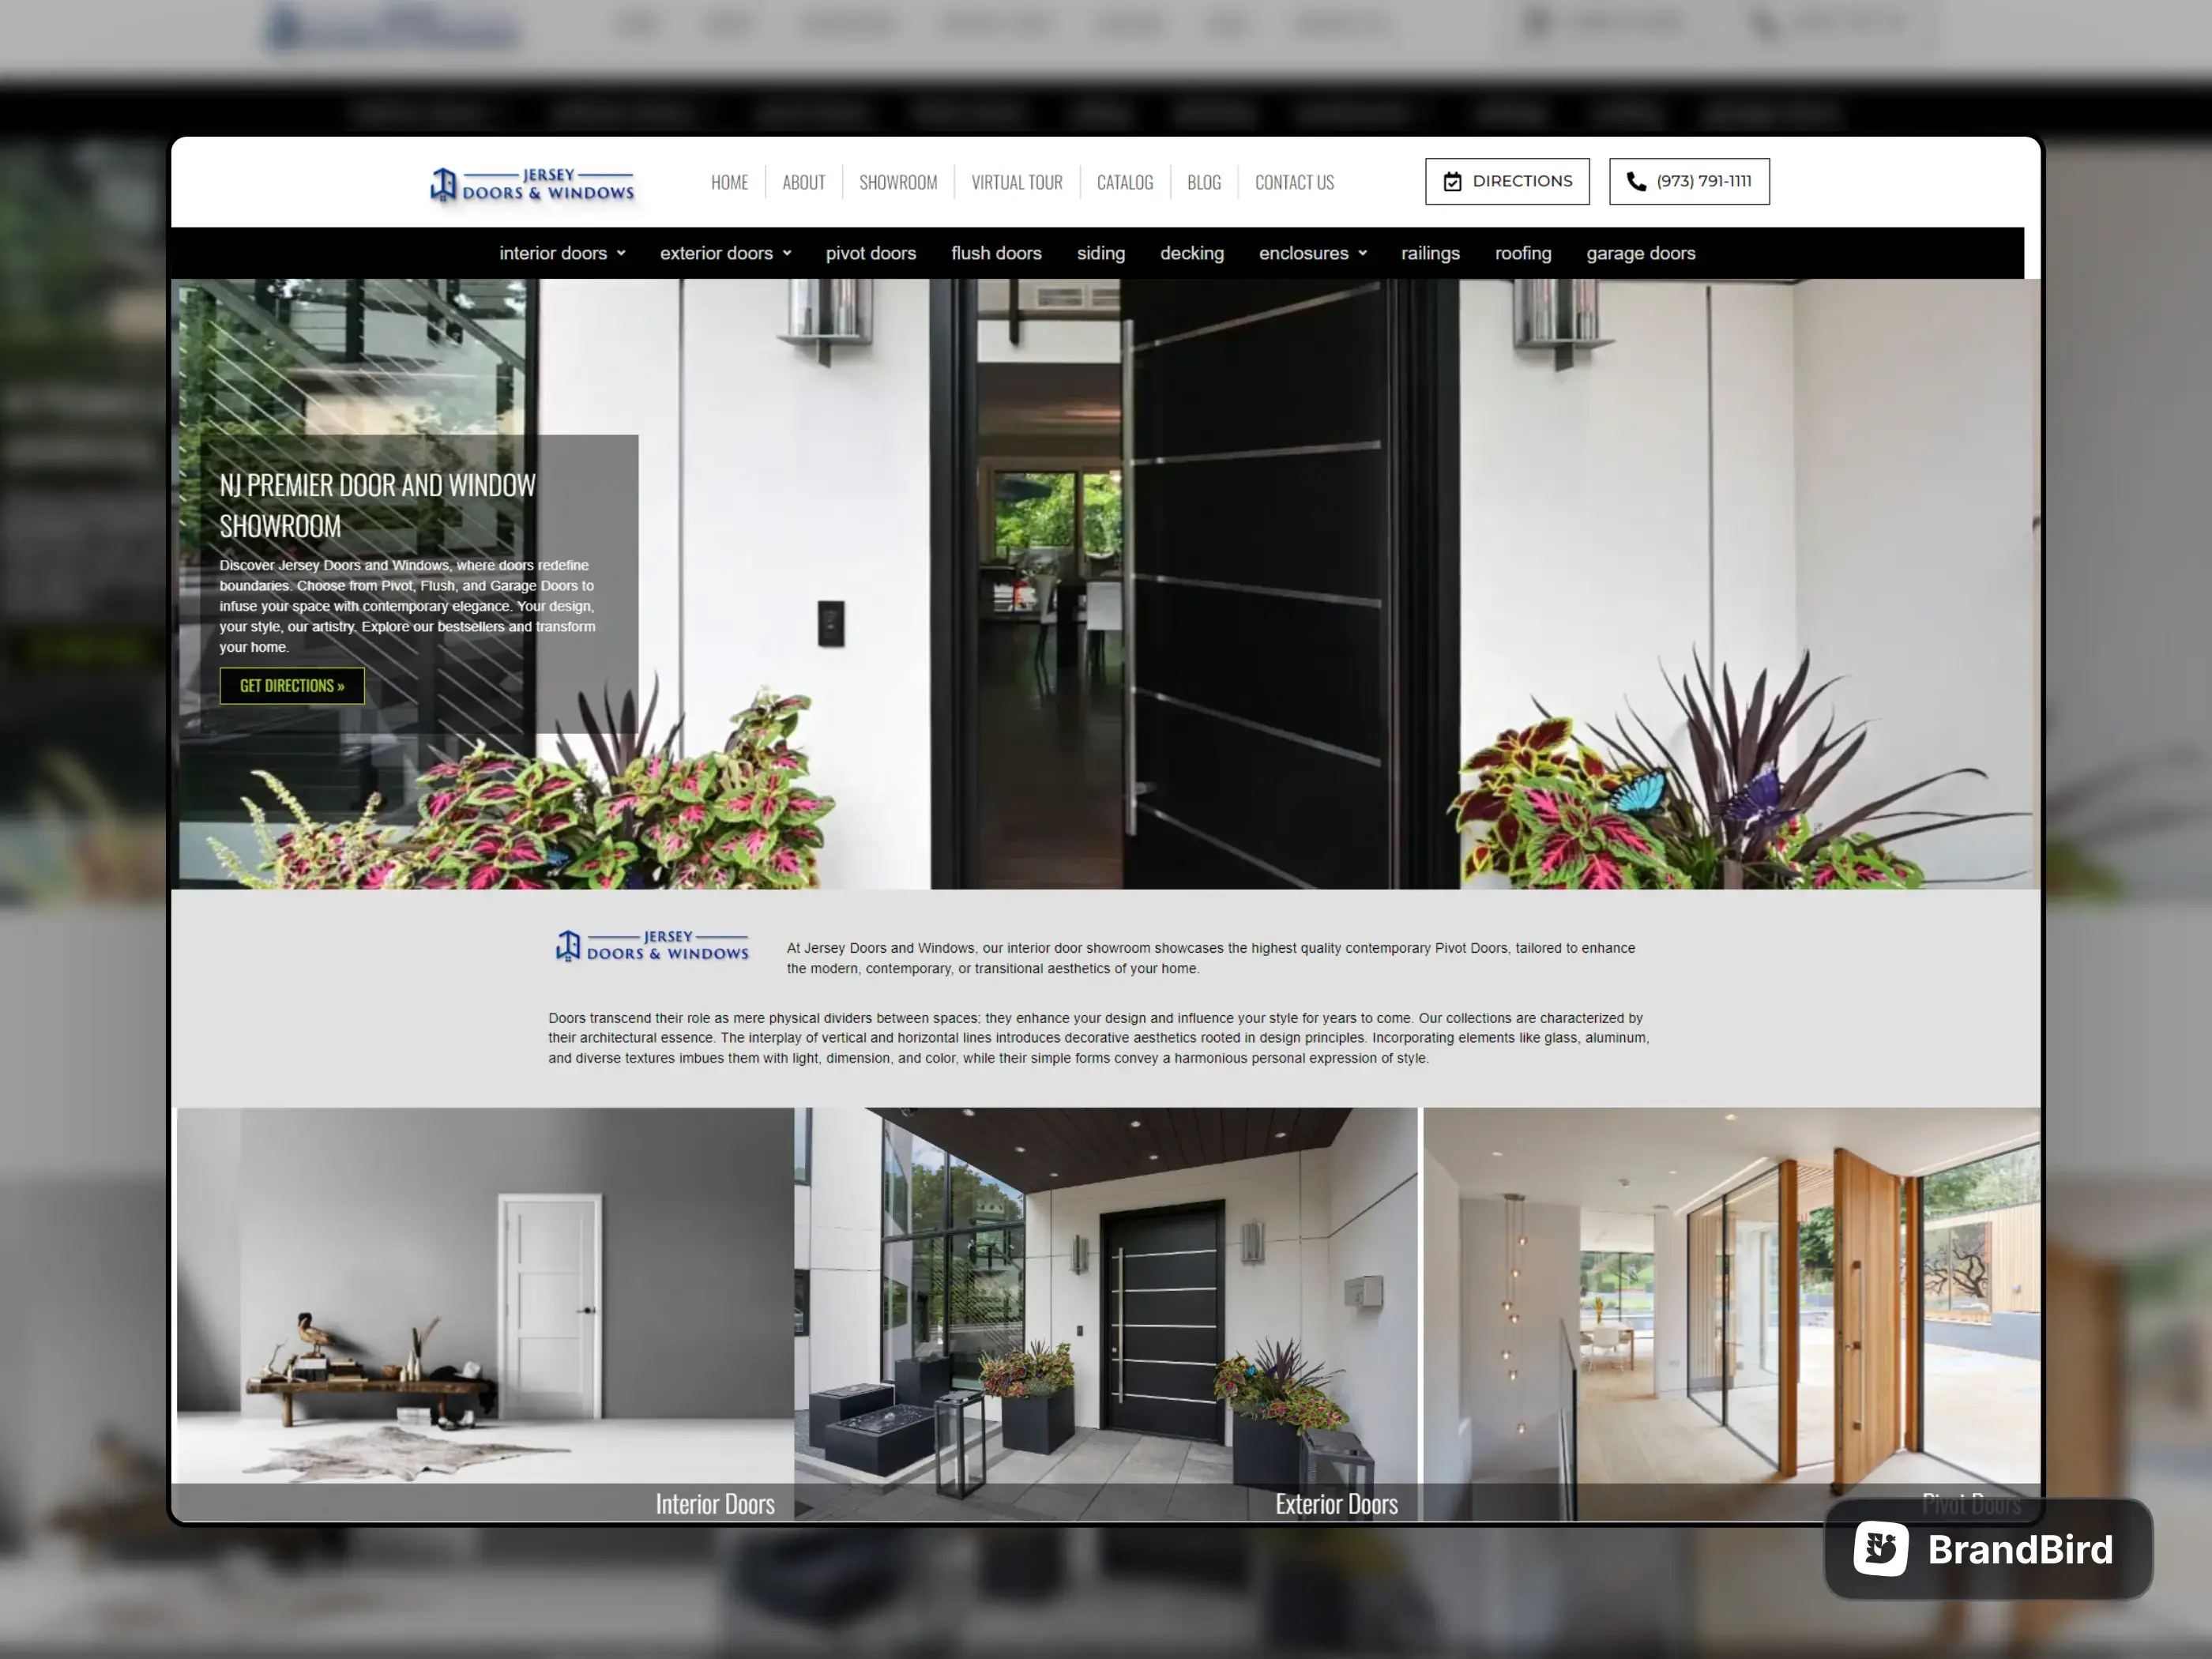 JERSEY
DOORS & WINDOWS
HOME
ABOUT
SHOWROOM
VIRTUAL TOUR
CATALOG
BLOG
CONTACT US
DIRECTIONS
(973) 791-1111
interior doors
exterior doors
pivot doors
flush doors
siding
decking
enclosures
railings
roofing
garage doors
NJ PREMIER DOOR AND WINDOW
SHOWROOM
Discover Jersey Doors and Windows, where doors redefine
boundaries. Choose from Pivot, Flush, and Garage Doors to
infuse your space with contemporary elegance. Your design,
your style, our artistry. Explore our bestsellers and transform
your home.
GET DIRECTIONS »
JERSEY
DOORS & WINDOWS
At Jersey Doors and Windows, our interior door showroom showcases the highest quality contemporary Pivot Doors, tailored to enhance
the modern, contemporary, or transitional aesthetics of your home.
Doors transcend their role as mere physical dividers between spaces; they enhance your design and influence your style for years to come. Our collections are characterized by
their architectural essence. The interplay of vertical and horizontal lines introduces decorative aesthetics rooted in design principles. Incorporating elements like glass, aluminum,
and diverse textures imbues them with light, dimension, and color, while their simple forms convey a harmonious personal expression of style.
Interior Doors
Exterior Doors
Pivot Doors
BrandBird